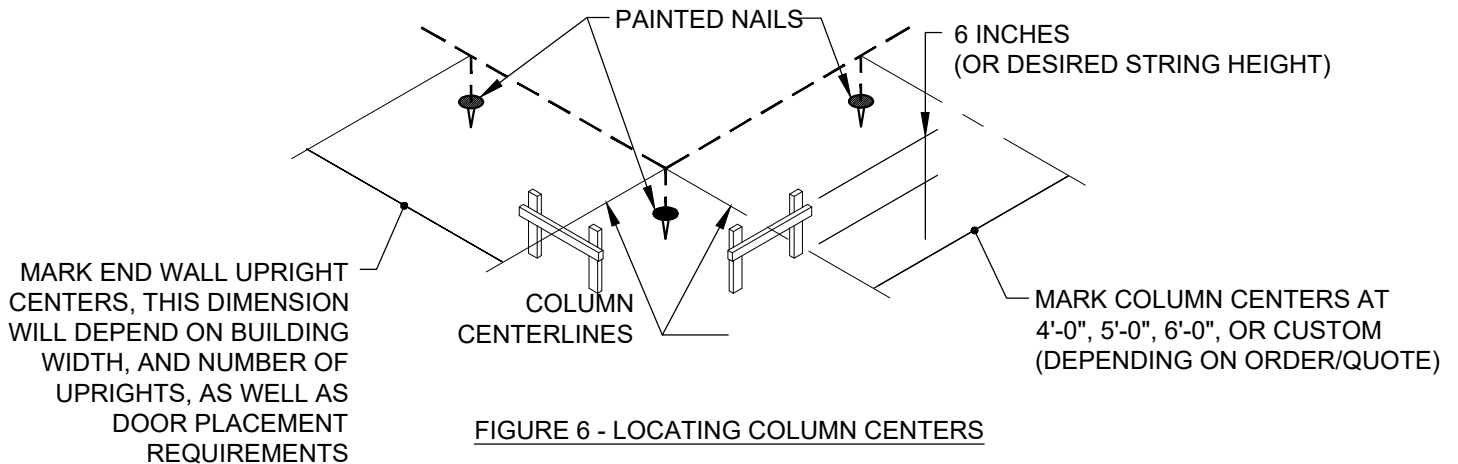 PAINTED NAILS
6 INCHES
(OR DESIRED STRING HEIGHT)
MARK END WALL UPRIGHT
CENTERS, THIS DIMENSION
WILL DEPEND ON BUILDING
WIDTH, AND NUMBER OF
UPRIGHTS, AS WELL AS
DOOR PLACEMENT
REQUIREMENTS
COLUMN
CENTERLINES
MARK COLUMN CENTERS AT
4'-0", 5'-0", 6'-0", OR CUSTOM
(DEPENDING ON ORDER/QUOTE)
FIGURE 6 - LOCATING COLUMN CENTERS